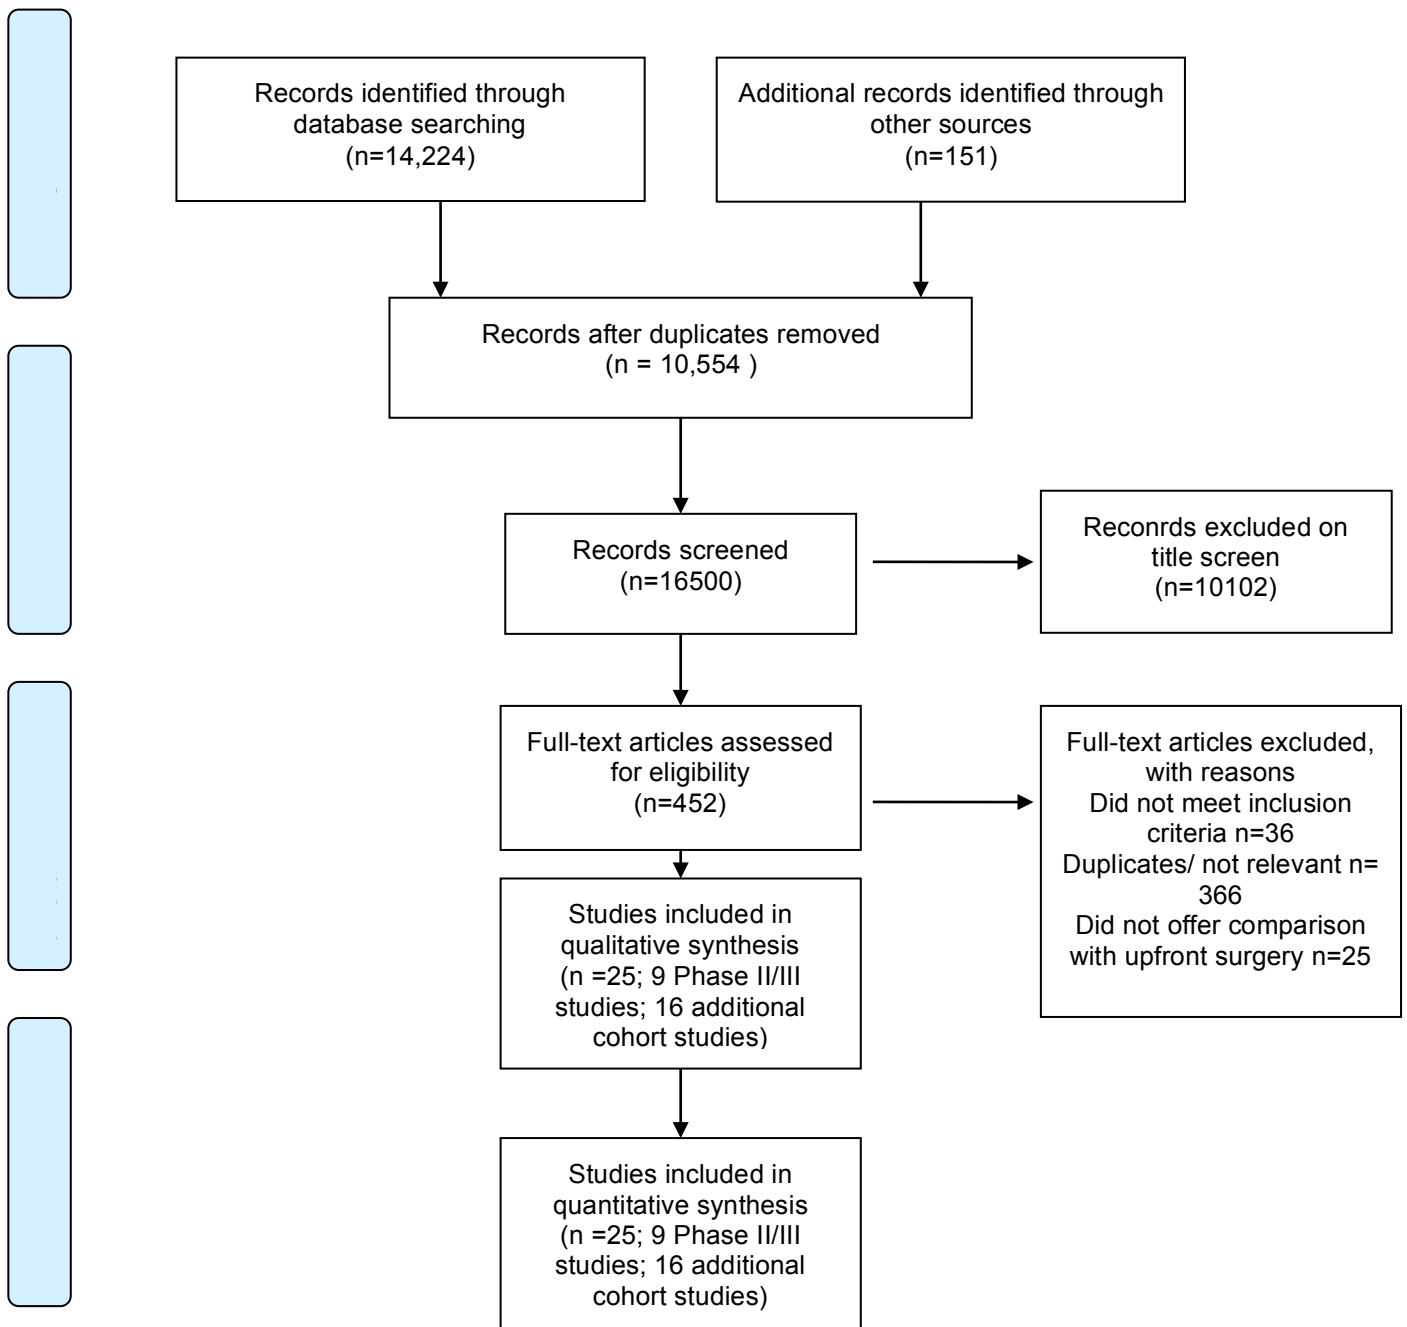 Records identified through
database searching
(n=14,224)
Additional records identified through
other sources
(n=151)
Records after duplicates removed
(n = 10,554 )
Records screened
(n=16500)
Reconrds excluded on
title screen
(n=10102)
Full-text articles assessed
for eligibility
(n=452)
Full-text articles excluded,
with reasons
Did not meet inclusion
criteria n=36
Duplicates/ not relevant n=
366
Did not offer comparison
with upfront surgery n=25
Studies included in
qualitative synthesis
(n =25; 9 Phase II/III
studies; 16 additional
cohort studies)
Studies included in
quantitative synthesis
(n =25; 9 Phase II/III
studies; 16 additional
cohort studies)